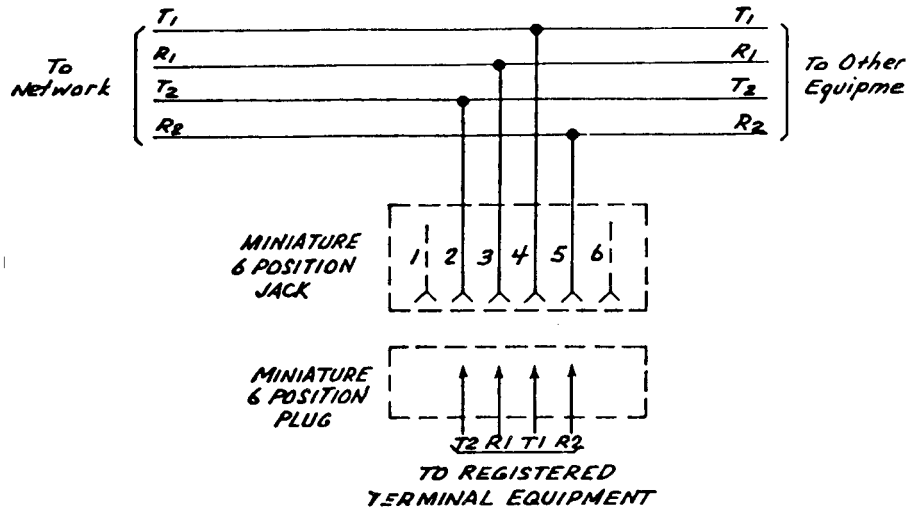 T1 T1
R1 R1
To Network
T2 T2
To Other Equipme
R2 R2
MINIATURE
6 POSITION
JACK
1 2 3 4 5 6
MINIATURE
6 POSITION
PLUG
T2 R1 T1 R2
TO REGISTERED
TERMINAL EQUIPMENT